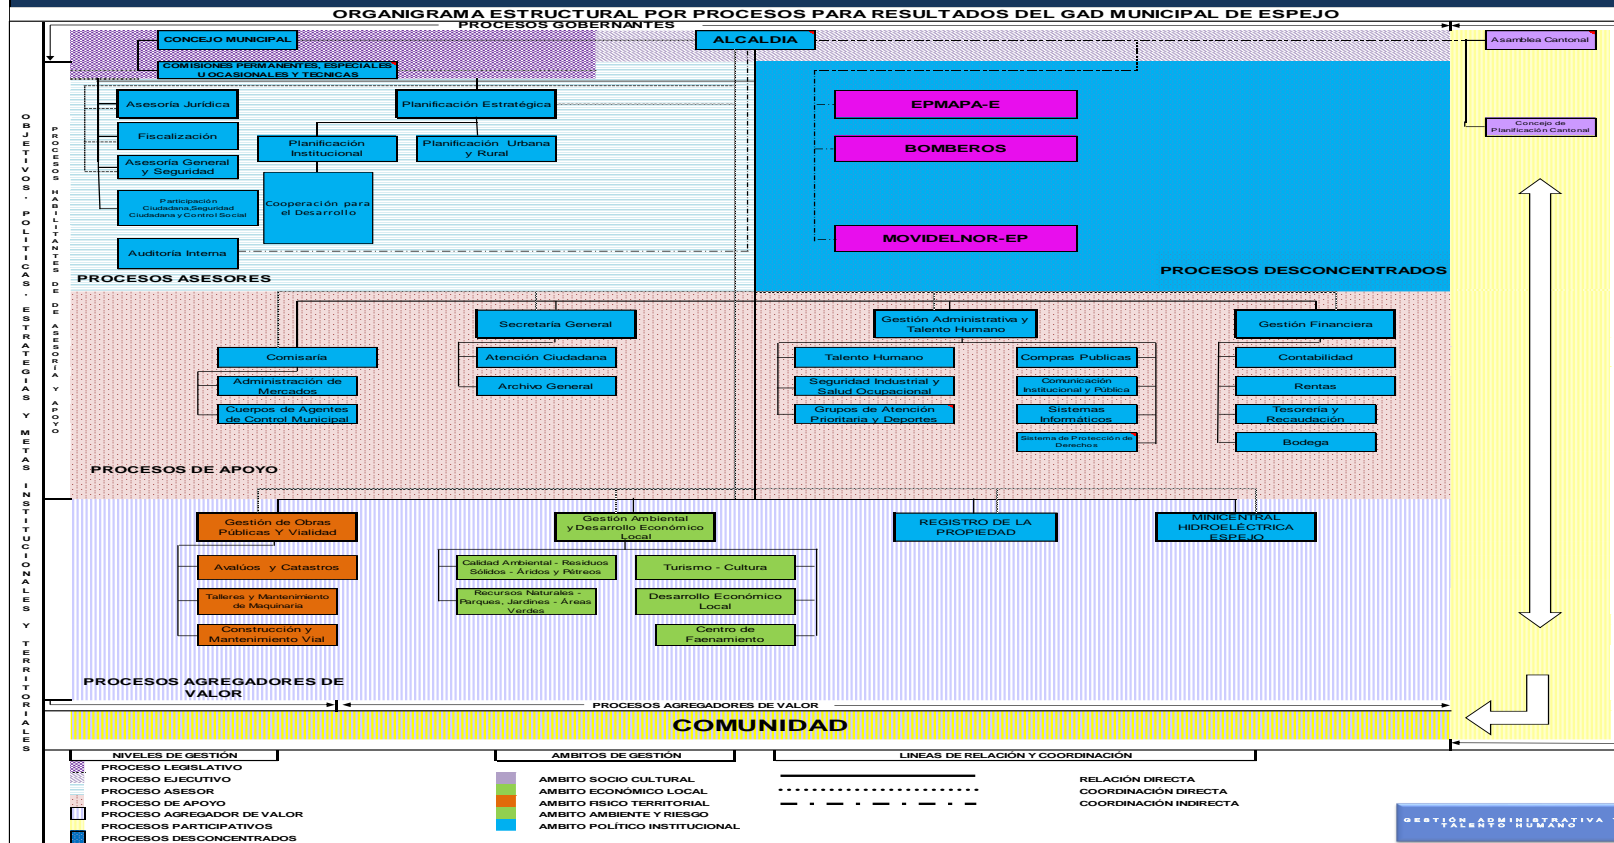 ORGANIGRAMA ESTRUCTURAL POR PROCESOS PARA RESULTADOS DEL GAD MUNICIPAL DE ESPEJO
PROCESOS GOBERNANTES
CONCEJO MUNICIPAL
ALCALDIA
Asamblea Cantonal
COMISIONES PERMANENTES, ESPECIALES
U OCASIONALES Y TECNICAS
Asesoría Jurídica
Planificación Estratégica
EPMAPA-E
Concejo de
Planificación Cantonal
Fiscalización
Planificación
Institucional
Planificación Urbana
y Rural
BOMBEROS
Asesoría General
y Seguridad
Participación
Ciudadana,Seguridad
Ciudadana y Control Social
Cooperación para
el Desarrollo
MOVIDELNOR-EP
Auditoría Interna
PROCESOS ASESORES
PROCESOS DESCONCENTRADOS
OBJETIVOS, POLITICAS, ESTRATEGIAS Y METAS INSTITUCIONALES Y TERRITORIALES
PROCESOS HABILITANTES DE DE ASESORÍA Y APOYO
Secretaría General
Gestión Administrativa y
Talento Humano
Gestión Financiera
Comisaría
Atención Ciudadana
Talento Humano
Compras Publicas
Contabilidad
Administración de
Mercados
Archivo General
Seguridad Industrial y
Salud Ocupacional
Comunicación
Institucional y Pública
Rentas
Cuerpos de Agentes
de Control Municipal
Grupos de Atención
Prioritaria y Deportes
Sistemas
Informáticos
Tesorería y
Recaudación
Sistema de Protección de
Derechos
Bodega
PROCESOS DE APOYO
Gestión de Obras
Públicas Y Vialidad
Gestión Ambiental
y Desarrollo Económico
Local
REGISTRO DE LA
PROPIEDAD
MINICENTRAL
HIDROELÉCTRICA
ESPEJO
Avalúos y Catastros
Calidad Ambiental - Residuos
Sólidos - Áridos y Pétreos
Turismo - Cultura
Talleres y Mantenimiento
de Maquinaria
Recursos Naturales -
Parques, Jardines - Áreas
Verdes
Desarrollo Económico
Local
Construcción y
Mantenimiento Vial
Centro de
Faenamiento
PROCESOS AGREGADORES DE
VALOR
PROCESOS AGREGADORES DE VALOR
COMUNIDAD
NIVELES DE GESTIÓN
PROCESO LEGISLATIVO
PROCESO EJECUTIVO
PROCESO ASESOR
PROCESO DE APOYO
PROCESO AGREGADOR DE VALOR
PROCESOS PARTICIPATIVOS
PROCESOS DESCONCENTRADOS
AMBITOS DE GESTIÓN
AMBITO SOCIO CULTURAL
AMBITO ECONÓMICO LOCAL
AMBITO FISICO TERRITORIAL
AMBITO AMBIENTE Y RIESGO
AMBITO POLÍTICO INSTITUCIONAL
LINEAS DE RELACIÓN Y COORDINACIÓN
RELACIÓN DIRECTA
COORDINACIÓN DIRECTA
COORDINACIÓN INDIRECTA
GESTIÓN ADMINISTRATIVA Y
TALENTO HUMANO